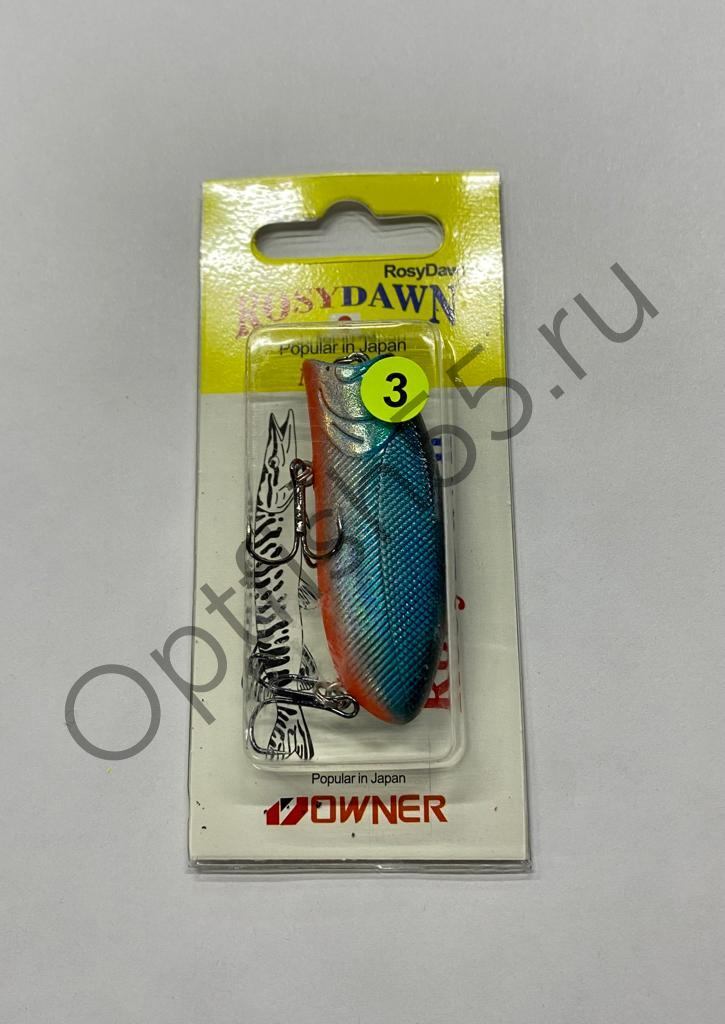 RosyDawn
ROSYDAWN
Popular in Japan
3
Popular in Japan
OWNER
Optfish55.ru